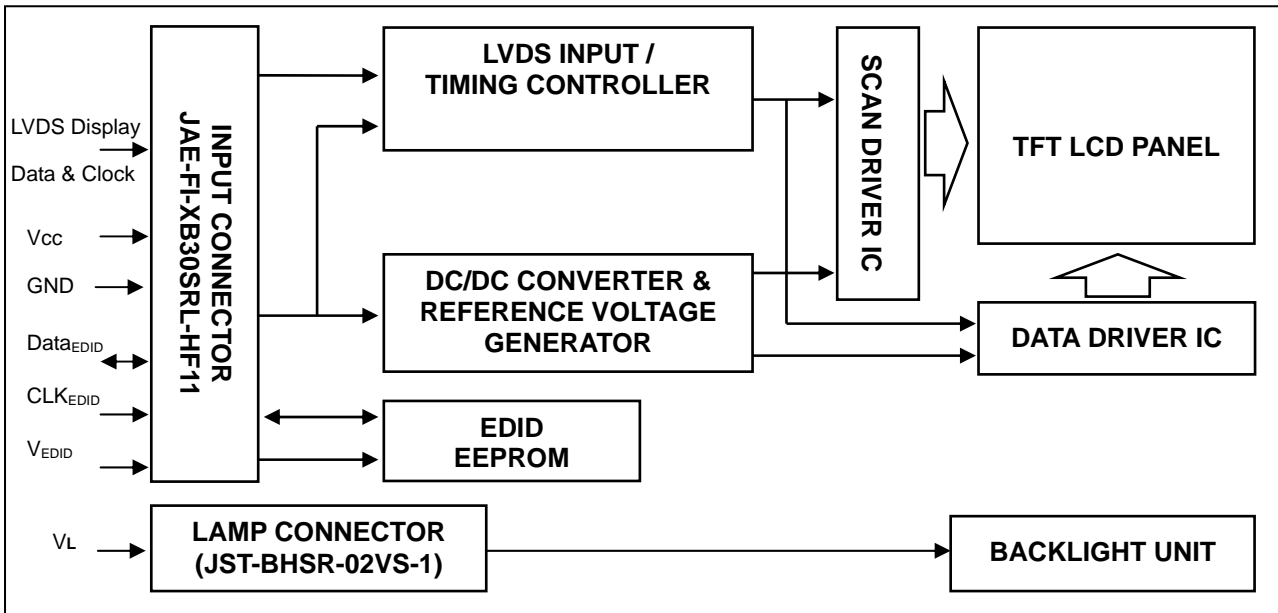 LVDS Display
Data & Clock
Vcc
GND
DataEDID
CLKEDID
VEDID
VL
INPUT CONNECTOR
JAE-FI-XB30SRL-HF11
LVDS INPUT /
TIMING CONTROLLER
DC/DC CONVERTER &
REFERENCE VOLTAGE
GENERATOR
EDID
EEPROM
LAMP CONNECTOR
(JST-BHSR-02VS-1)
SCAN DRIVER IC
TFT LCD PANEL
DATA DRIVER IC
BACKLIGHT UNIT